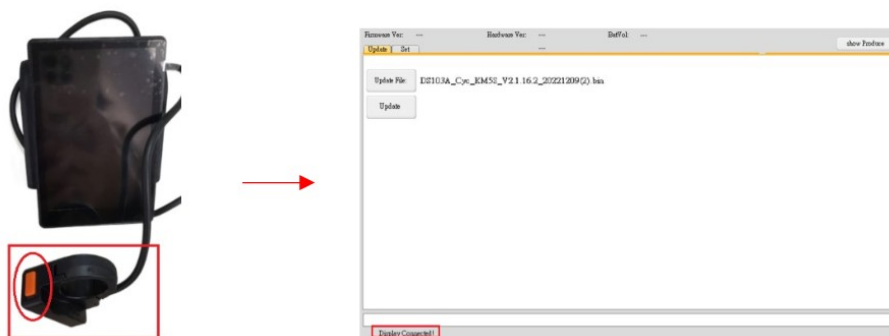 Firmware Ver: --- Hardware Ver: --- BatVol: ---
Update Set ---
show Produce
Update File: DS103A_Cyc_KM5S_V2.1.16.2_20221209(2).bin
Update
Display Connected!